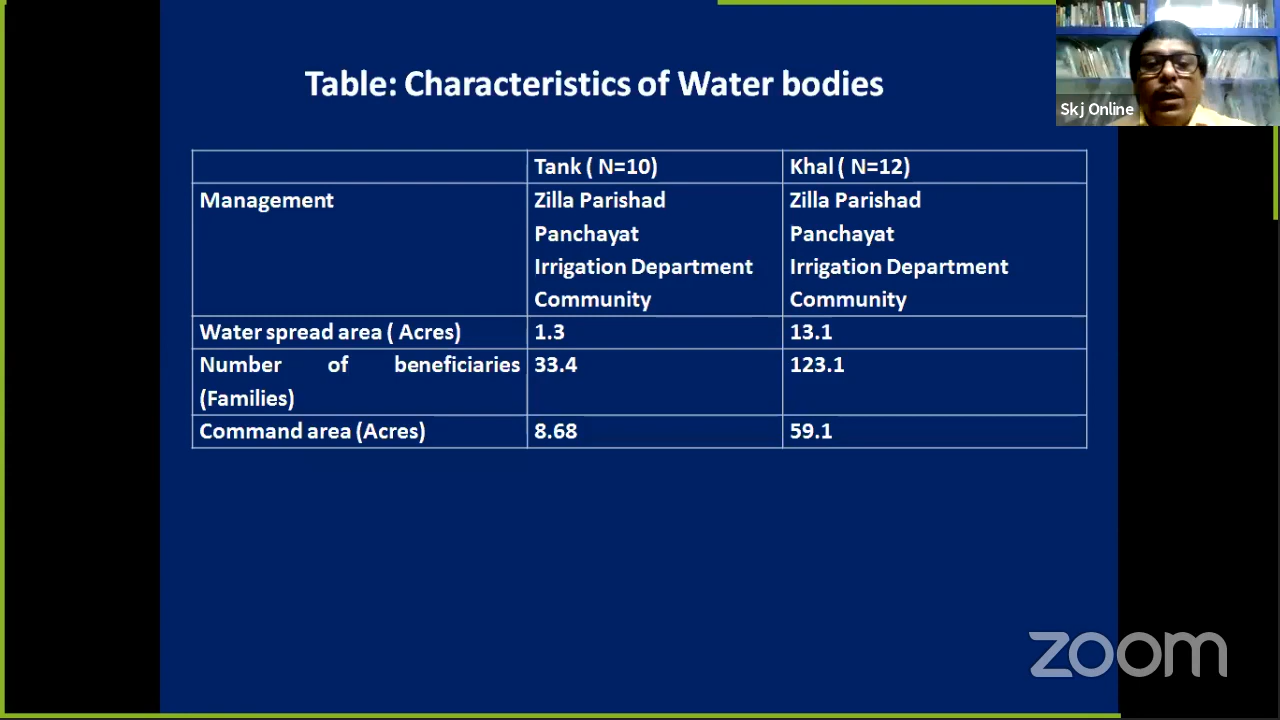 Table: Characteristics of Water bodies
Skj Online
Tank ( N=10) Khal ( N=12)
Management Zilla Parishad Zilla Parishad
Panchayat Panchayat
Irrigation Department Irrigation Department
Community Community
Water spread area ( Acres) 1.3 13.1
Number of beneficiaries 33.4 123.1
(Families)
Command area (Acres) 8.68 59.1
zoom